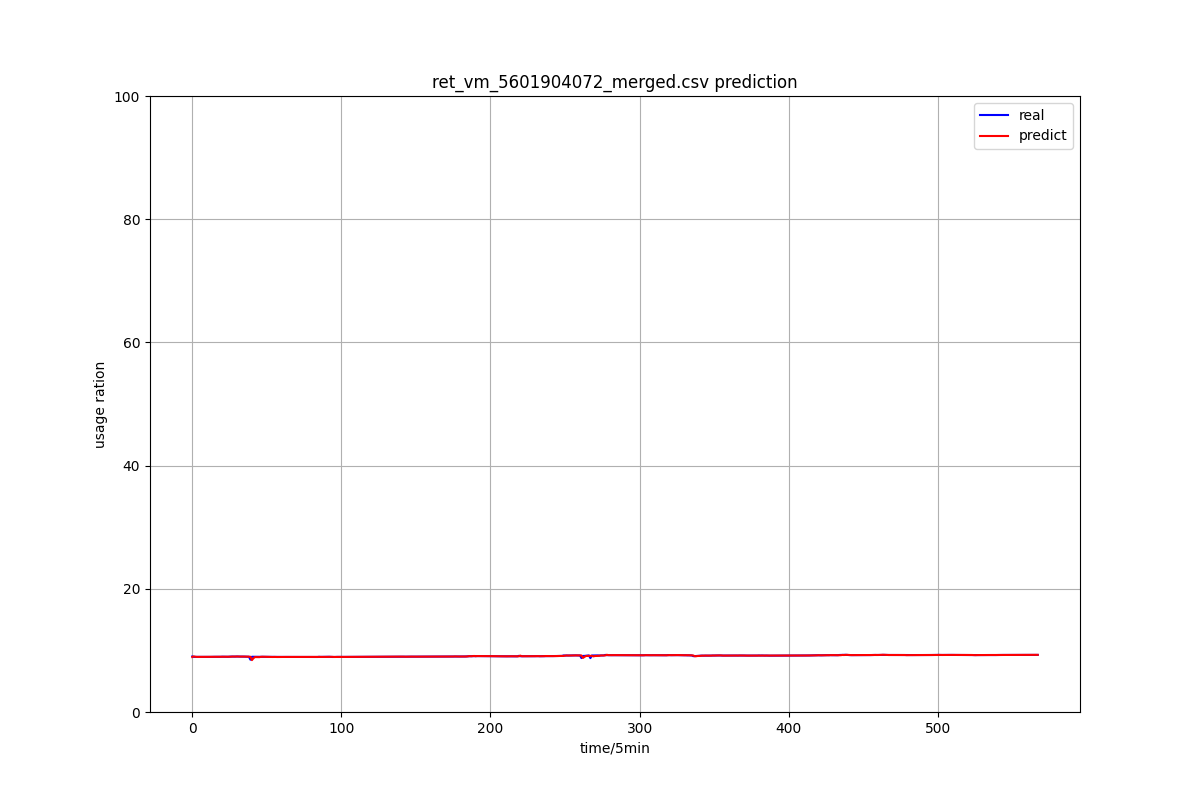 ret_vm_5601904072_merged.csv prediction
real
predict
100
80
60
40
20
0
usage ration
0 100 200 300 400 500
time/5min